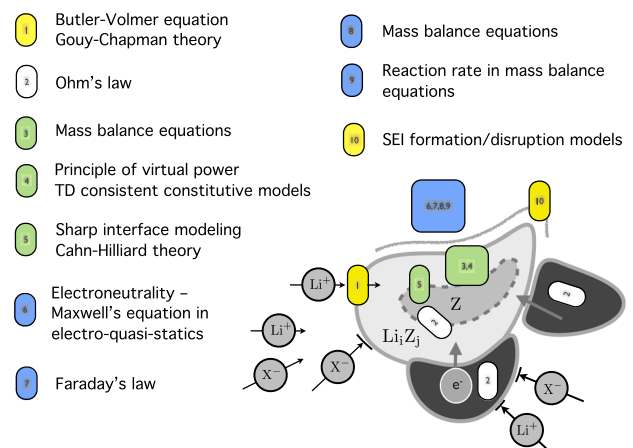 1 Butler-Volmer equation
Gouy-Chapman theory
2 Ohm's law
3 Mass balance equations
4 Principle of virtual power
TD consistent constitutive models
5 Sharp interface modeling
Cahn-Hilliard theory
6 Electroneutrality –
Maxwell's equation in
electro-quasi-statics
7 Faraday's law
8 Mass balance equations
9 Reaction rate in mass balance
equations
10 SEI formation/disruption models
6,7,8,9
10
3,4
5
1
Li⁺
Z
2
2
LiᵢZⱼ
Li⁺
X⁻
X⁻
e⁻
2
X⁻
Li⁺